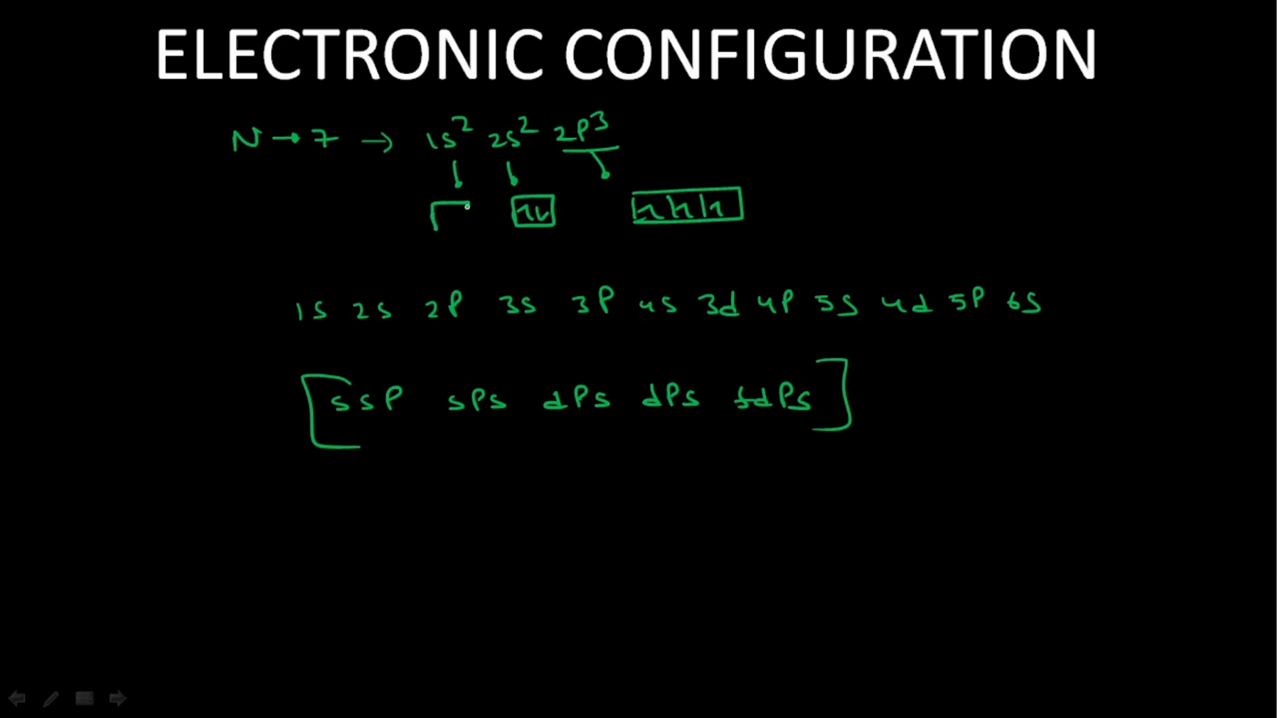 ELECTRONIC CONFIGURATION
N → 7 → 1s² 2s² 2p³
1s 2s 2p 3s 3p 4s 3d 4p 5s 4d 5p 6s
[ssp sps dps dps fdps]